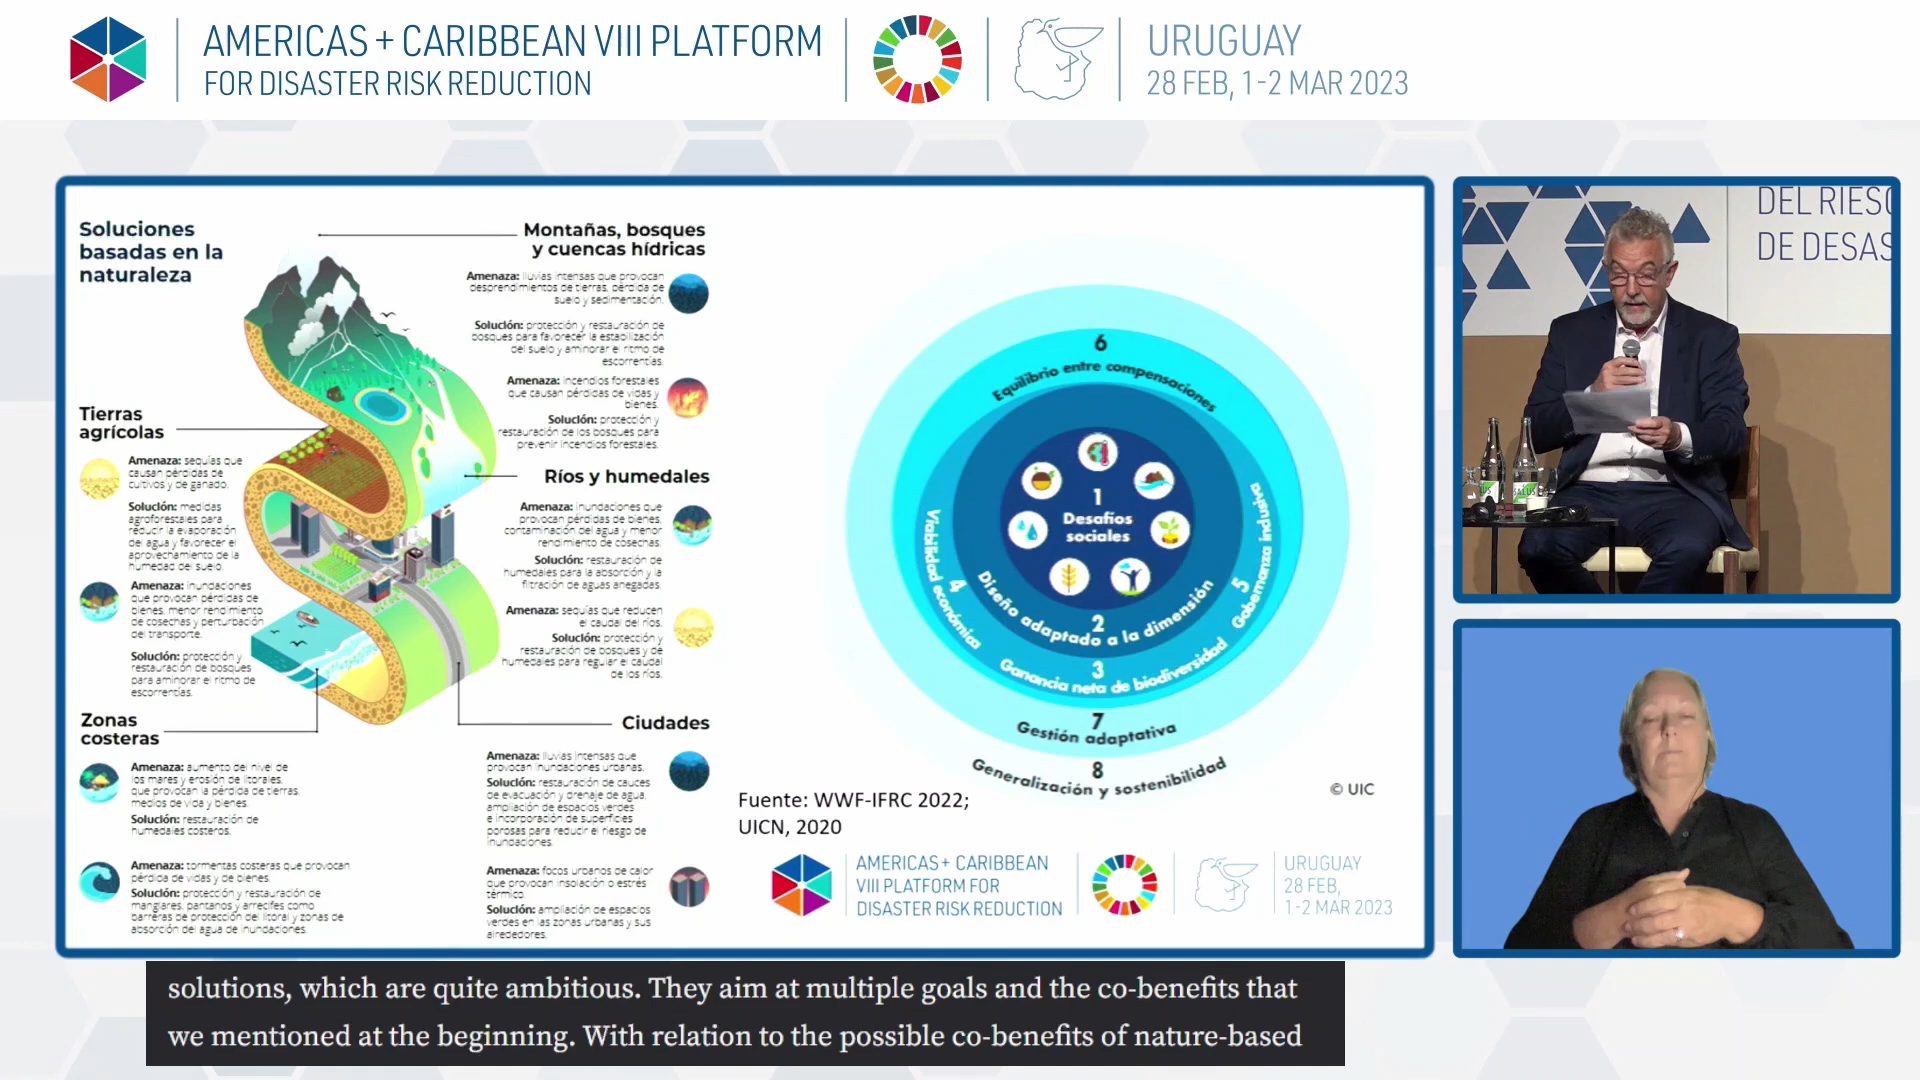 AMERICAS + CARIBBEAN VIII PLATFORM
FOR DISASTER RISK REDUCTION
URUGUAY
28 FEB, 1-2 MAR 2023
Soluciones
basadas en la
naturaleza
Montañas, bosques
y cuencas hídricas
Amenaza: lluvias intensas que provocan
desprendimientos de tierras, pérdida de
suelo y sedimentación.
Solución: protección y restauración de
bosques para favorecer la estabilización
del suelo y aminorar el ritmo de
escorrentías.
Amenaza: incendios forestales
que causan pérdidas de vidas y
bienes.
Solución: protección y
restauración de los bosques para
prevenir incendios forestales.
Tierras
agrícolas
Amenaza: sequías que
causan pérdidas de
cultivos y de ganado.
Solución: medidas
agroforestales para
reducir la evaporación
del agua y favorecer el
aprovechamiento de la
humedad del suelo.
Amenaza: inundaciones
que provocan pérdidas de
bienes, menor rendimiento
de cosechas y perturbación
del transporte.
Solución: protección y
restauración de bosques
para aminorar el ritmo de
escorrentías.
Ríos y humedales
Amenaza: inundaciones que
provocan pérdidas de bienes,
contaminación del agua y menor
rendimiento de cosechas.
Solución: restauración de
humedales para la absorción y la
filtración de aguas anegadas.
Amenaza: sequías que reducen
el caudal del ríos.
Solución: protección y
restauración de bosques y de
humedales para regular el caudal
de los ríos.
Zonas
costeras
Amenaza: aumento del nivel de
los mares y erosión de litorales,
que provocan la pérdida de tierras,
medios de vida y bienes.
Solución: restauración de
humedales costeros.
Amenaza: tormentas costeras que provocan
pérdida de vidas y de bienes.
Solución: protección y restauración de
manglares, pantanos y arrecifes como
barreras de protección del litoral y zonas de
absorción del agua de inundaciones.
Ciudades
Amenaza: lluvias intensas que
provocan inundaciones urbanas.
Solución: restauración de cauces
de evacuación y drenaje de agua,
ampliación de espacios verdes
e incorporación de superficies
porosas para reducir el riesgo de
inundaciones.
Amenaza: focos urbanos de calor
que provocan insolación o estrés
térmico.
Solución: ampliación de espacios
verdes en las zonas urbanas y sus
alrededores.
6
Equilibrio entre compensaciones
1
Desafíos
sociales
2
Diseño adaptado a la dimensión
3
Ganancia neta de biodiversidad
4
Viabilidad económica
5
Gobernanza inclusiva
7
Gestión adaptativa
8
Generalización y sostenibilidad
© UIC
Fuente: WWF-IFRC 2022;
UICN, 2020
AMERICAS+ CARIBBEAN
VIII PLATFORM FOR
DISASTER RISK REDUCTION
URUGUAY
28 FEB,
1-2 MAR 2023
DEL RIESG
DE DESAS
SALUS
solutions, which are quite ambitious. They aim at multiple goals and the co-benefits that
we mentioned at the beginning. With relation to the possible co-benefits of nature-based